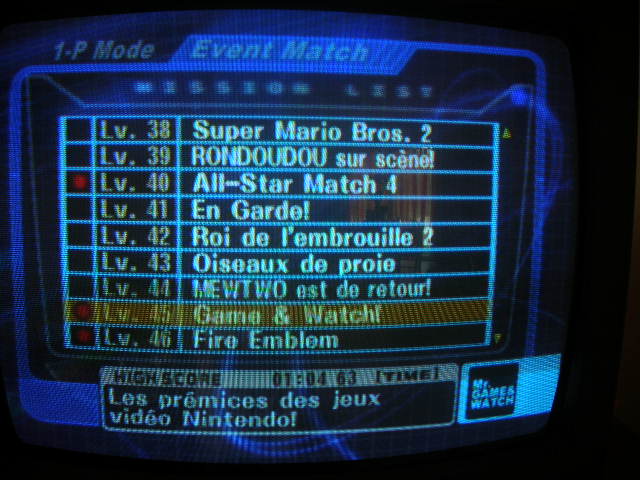 1-P Mode Event Match
MISSION LIST
Lv. 38 Super Mario Bros. 2
Lv. 39 RONDOUDOU sur scène!
Lv. 40 All-Star Match 4
Lv. 41 En Garde!
Lv. 42 Roi de l'embrouille 2
Lv. 43 Oiseaux de proie
Lv. 44 MEWTWO est de retour!
Lv. 45 Game & Watch!
Lv. 46 Fire Emblem
HIGH SCORE 01:04 63 (TIME)
Les prémices des jeux
vidéo Nintendo!
Mr.
GAME&
WATCH